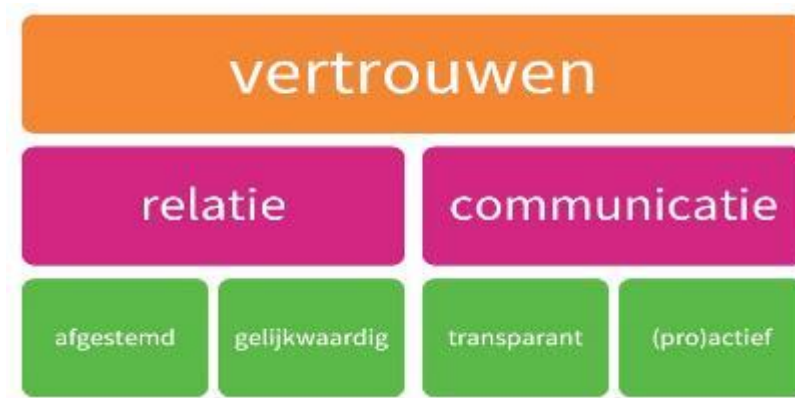 vertrouwen
relatie
communicatie
afgestemd
gelijkwaardig
transparant
(pro)actief